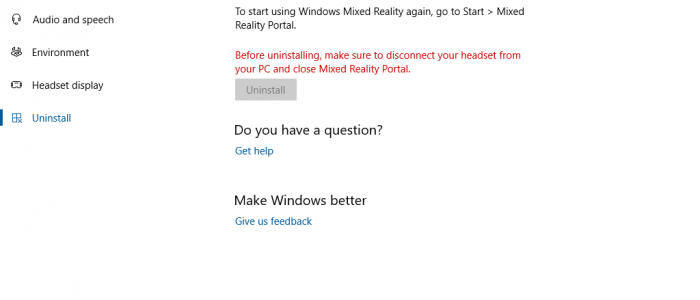 Audio and speech
Environment
Headset display
Uninstall
To start using Windows Mixed Reality again, go to Start > Mixed
Reality Portal.
Before uninstalling, make sure to disconnect your headset from
your PC and close Mixed Reality Portal.
Uninstall
Do you have a question?
Get help
Make Windows better
Give us feedback